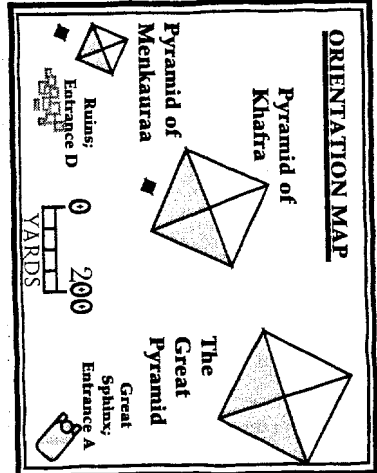 ORIENTATION MAP
Pyramid of
Khafra
Pyramid of
Menkauraa
The
Great
Pyramid
Ruins;
Entrance D
0 200
YARDS
Great
Sphinx;
Entrance A